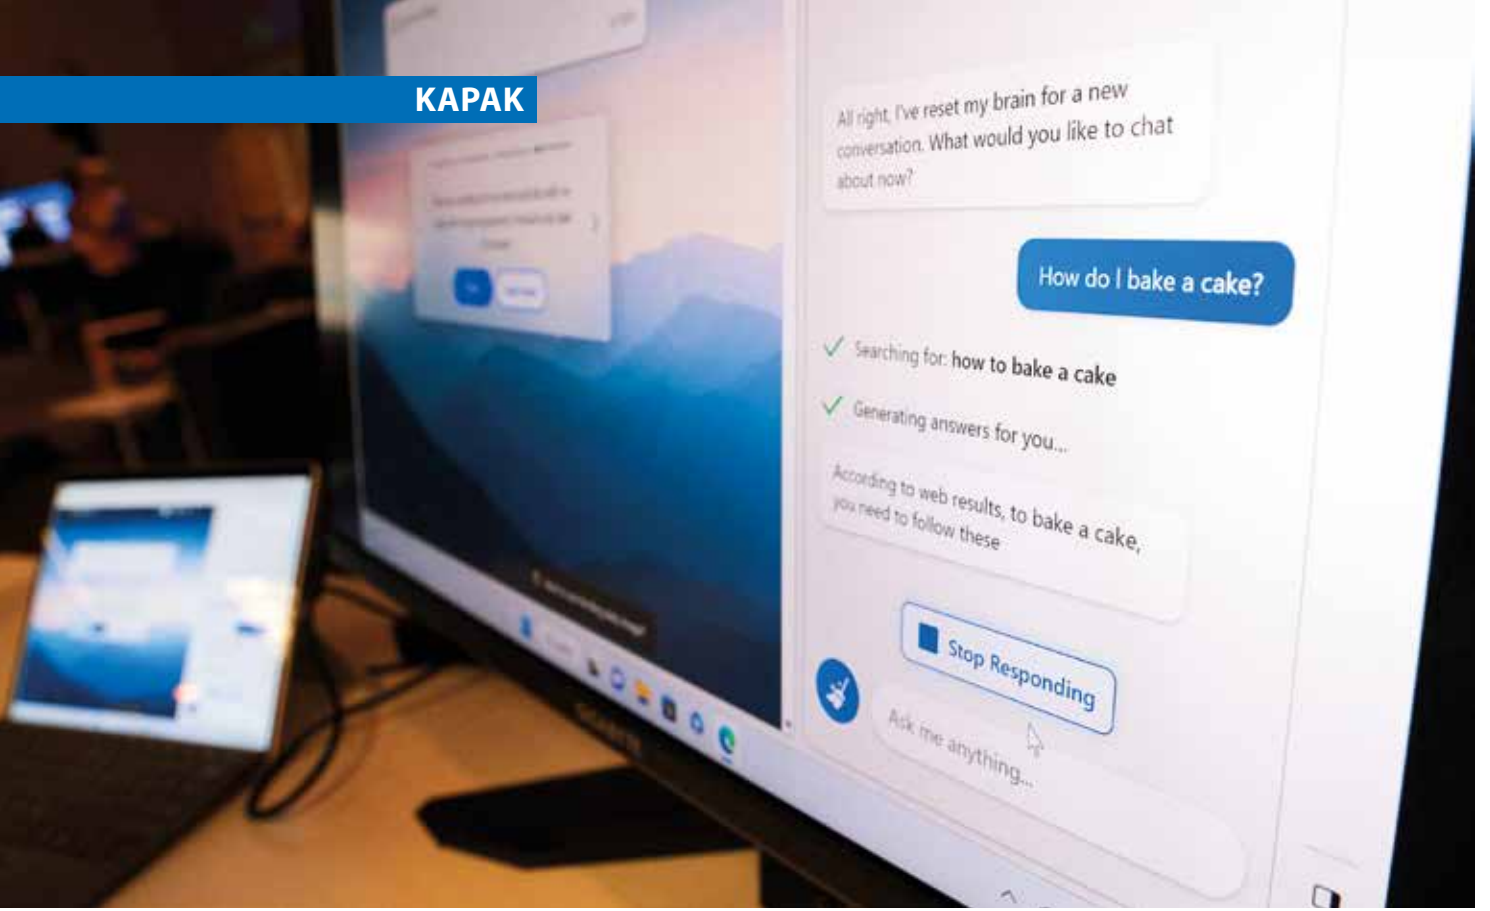 KAPAK
All right, I've reset my brain for a new
conversation. What would you like to chat
about now?
How do I bake a cake?
Searching for: how to bake a cake
Generating answers for you...
According to web results, to bake a cake,
you need to follow these
Stop Responding
Ask me anything...